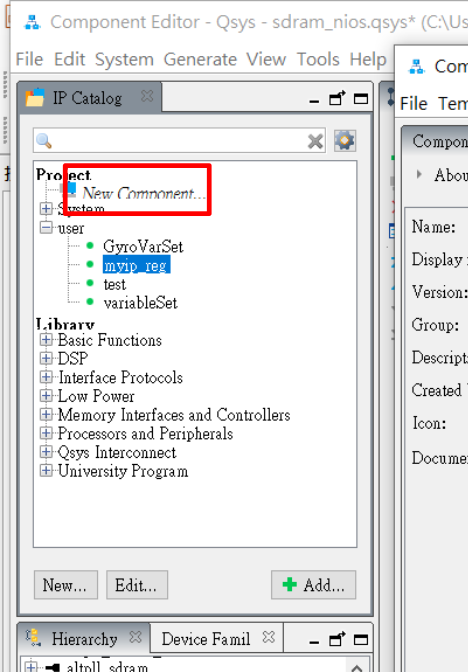 Component Editor - Qsys - sdram_nios.qsys* (C:\Us
File Edit System Generate View Tools Help
IP Catalog
Project
New Component...
System
user
GyroVarSet
myip_reg
test
variableSet
Library
Basic Functions
DSP
Interface Protocols
Low Power
Memory Interfaces and Controllers
Processors and Peripherals
Qsys Interconnect
University Program
New... Edit... Add...
Hierarchy Device Famil
altpll_sdram
Com
File Tem
Compon
Abou
Name:
Display
Version:
Group:
Descript
Created
Icon:
Documen